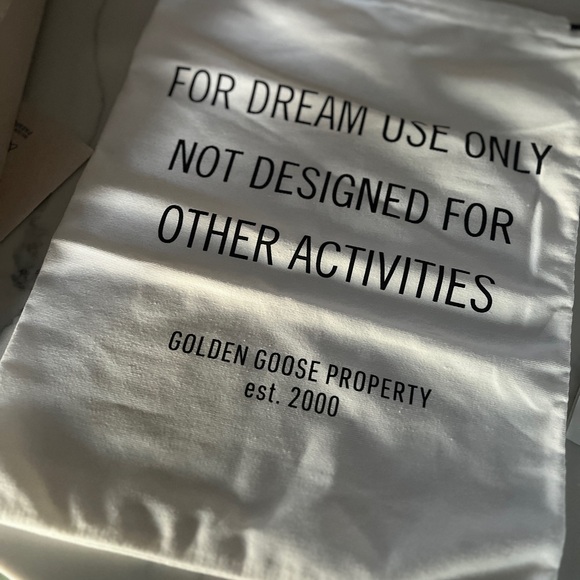 FOR DREAM USE ONLY
NOT DESIGNED FOR
OTHER ACTIVITIES
GOLDEN GOOSE PROPERTY
est. 2000